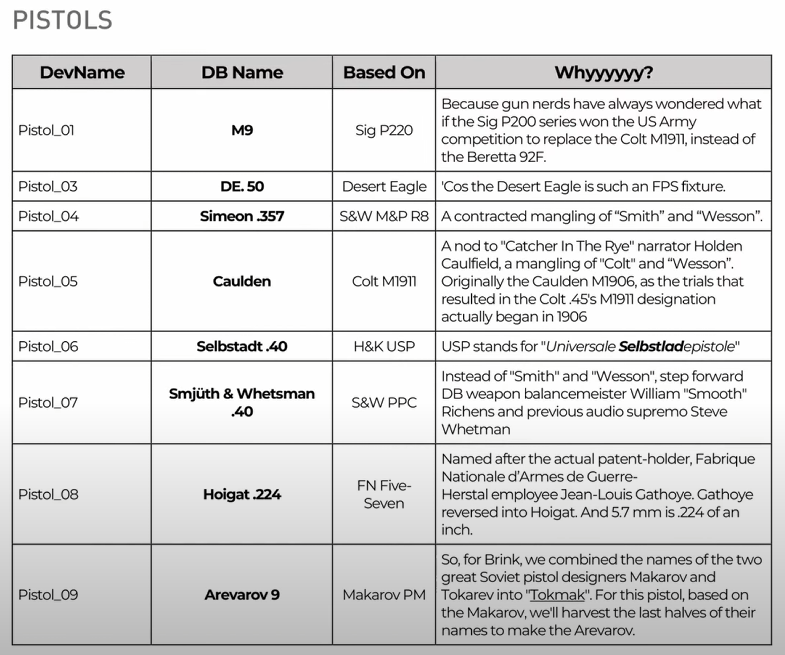 PISTOLS
DevName DB Name Based On Whyyyyyy?
Pistol_01 M9 Sig P220 Because gun nerds have always wondered what
if the Sig P200 series won the US Army
competition to replace the Colt M1911, instead of
the Beretta 92F.
Pistol_03 DE. 50 Desert Eagle 'Cos the Desert Eagle is such an FPS fixture.
Pistol_04 Simeon .357 S&W M&P R8 A contracted mangling of “Smith” and “Wesson”.
Pistol_05 Caulden Colt M1911 A nod to "Catcher In The Rye" narrator Holden
Caulfield, a mangling of "Colt" and “Wesson”.
Originally the Caulden M1906, as the trials that
resulted in the Colt .45's M1911 designation
actually began in 1906
Pistol_06 Selbstadt .40 H&K USP USP stands for "Universale Selbstladepistole"
Pistol_07 Smjüth & Whetsman
.40 S&W PPC Instead of "Smith" and "Wesson", step forward
DB weapon balancemeister William "Smooth"
Richens and previous audio supremo Steve
Whetman
Pistol_08 Hoigat .224 FN Five-
Seven Named after the actual patent-holder, Fabrique
Nationale d’Armes de Guerre-
Herstal employee Jean-Louis Gathoye. Gathoye
reversed into Hoigat. And 5.7 mm is .224 of an
inch.
Pistol_09 Arevarov 9 Makarov PM So, for Brink, we combined the names of the two
great Soviet pistol designers Makarov and
Tokarev into "Tokmak". For this pistol, based on
the Makarov, we'll harvest the last halves of their
names to make the Arevarov.